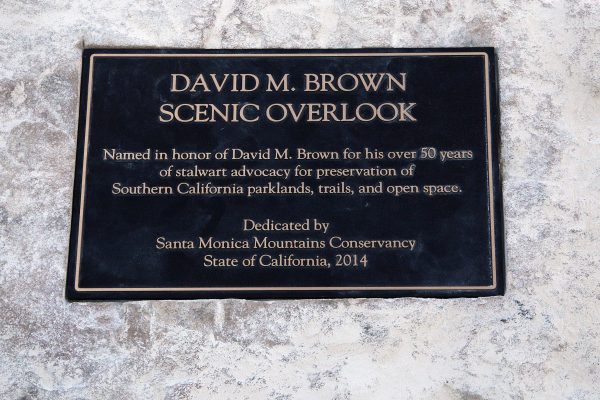 DAVID M. BROWN
SCENIC OVERLOOK
Named in honor of David M. Brown for his over 50 years
of stalwart advocacy for preservation of
Southern California parklands, trails, and open space.
Dedicated by
Santa Monica Mountains Conservancy
State of California, 2014